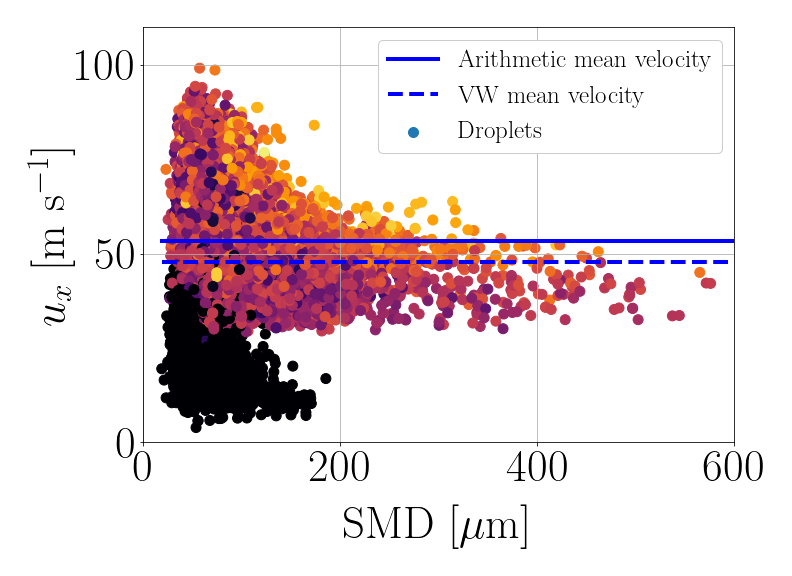 Arithmetic mean velocity
VW mean velocity
Droplets
100
50
0
u_x [m s⁻¹]
0 200 400 600
SMD [μm]